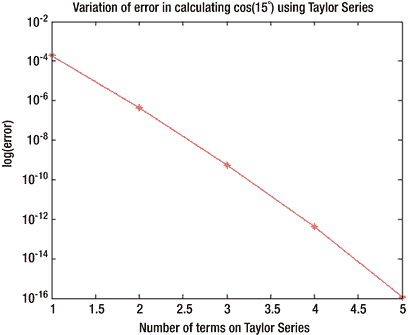 Variation of error in calculating cos(15°) using Taylor Series
log(error)
10-2
10-4
10-6
10-8
10-10
10-12
10-14
10-16
1 1.5 2 2.5 3 3.5 4 4.5 5
Number of terms on Taylor Series